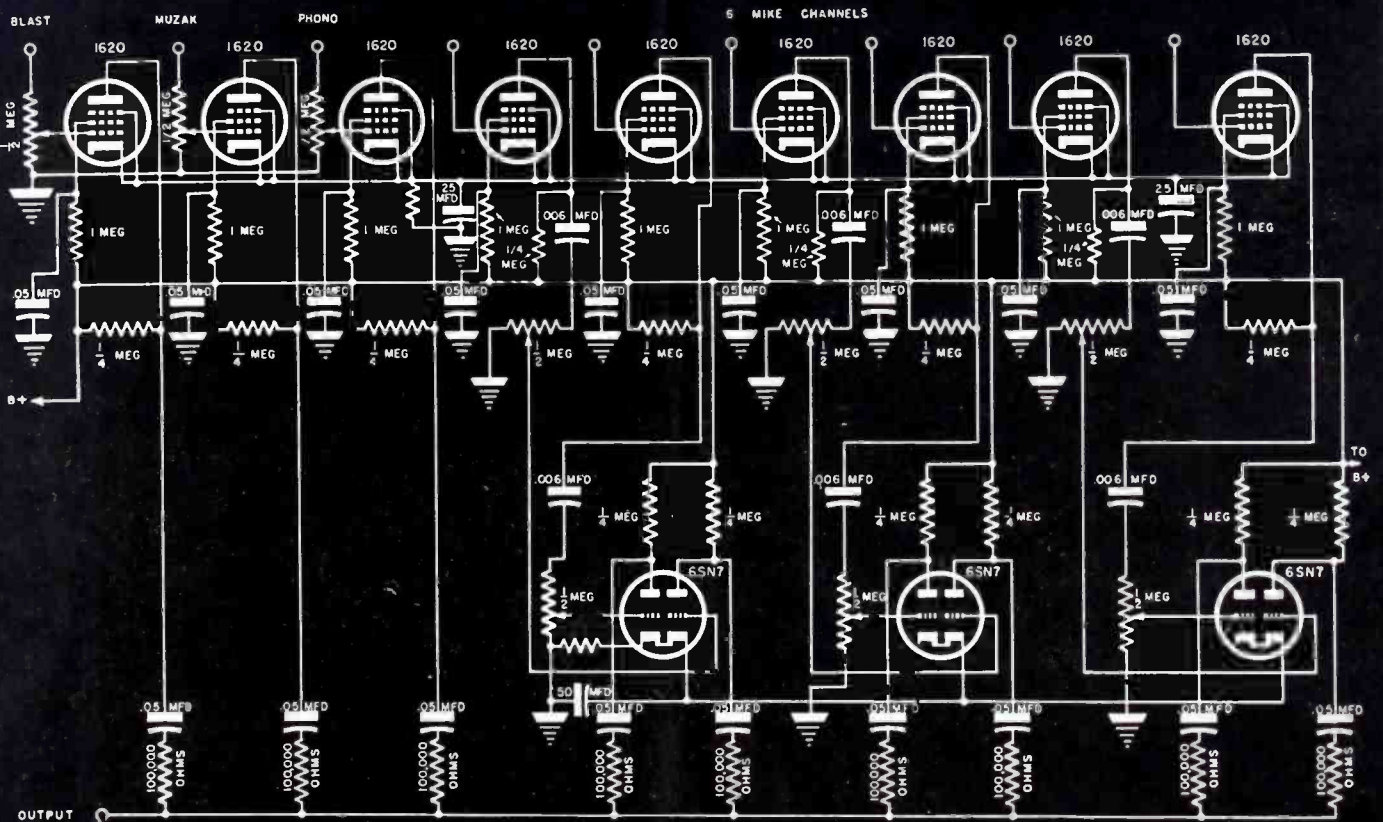 BLAST
MUZAK
PHONO
5 MIKE CHANNELS
1620
1620
1620
1620
1620
1620
1620
1620
1620
1/2 MEG
1/2 MEG
1/2 MEG
1 MEG
1 MEG
1 MEG
25 MFD
1 MEG
1/4 MEG
.006 MFD
1 MEG
1 MEG
1/4 MEG
.006 MFD
1 MEG
1 MEG
1/4 MEG
.006 MFD
25 MFD
1 MEG
.05 MFD
.05 MFD
.05 MFD
.05 MFD
.05 MFD
.05 MFD
.05 MFD
.05 MFD
.05 MFD
1/4 MEG
1/4 MEG
1/4 MEG
1/2 MEG
1/4 MEG
1/2 MEG
1/4 MEG
1/2 MEG
1/4 MEG
B+
TO B+
.006 MFD
1/4 MEG
1/4 MEG
.006 MFD
1/4 MEG
1/4 MEG
.006 MFD
1/4 MEG
1/4 MEG
1/2 MEG
6SN7
1/2 MEG
6SN7
1/2 MEG
6SN7
50 MFD
.05 MFD
.05 MFD
.05 MFD
.05 MFD
.05 MFD
.05 MFD
.05 MFD
.05 MFD
.05 MFD
100,000 OHMS
100,000 OHMS
100,000 OHMS
100,000 OHMS
100,000 OHMS
100,000 OHMS
100,000 OHMS
100,000 OHMS
100,000 OHMS
OUTPUT